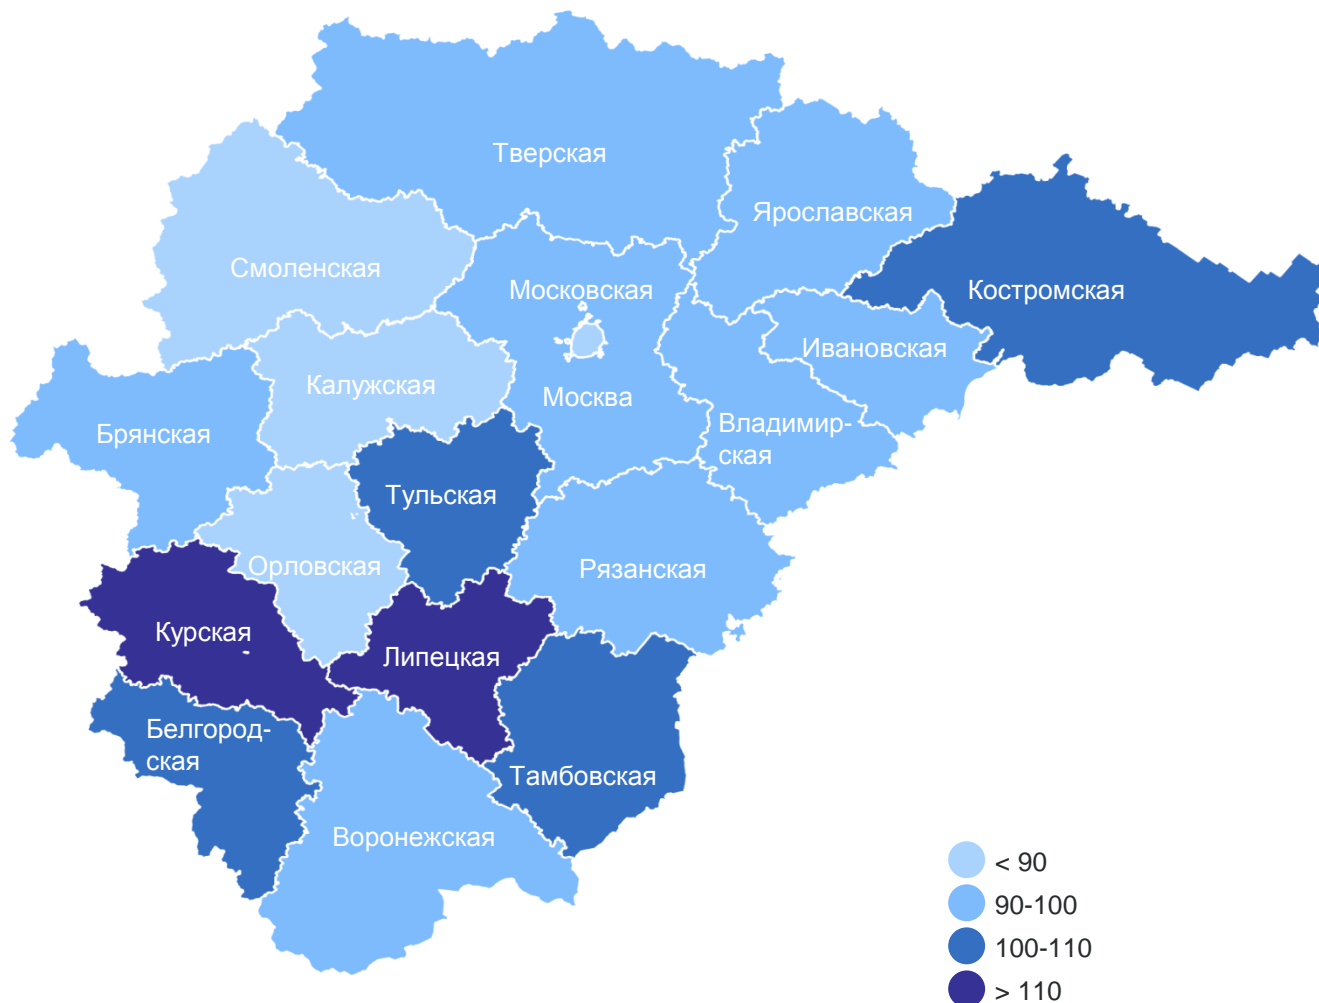 Тверская
Ярославская
Смоленская
Московская
Костромская
Ивановская
Калужская
Москва
Брянская
Владимир-
ская
Тульская
Орловская
Рязанская
Курская
Липецкая
Белгород-
ская
Тамбовская
Воронежская
< 90
90-100
100-110
> 110